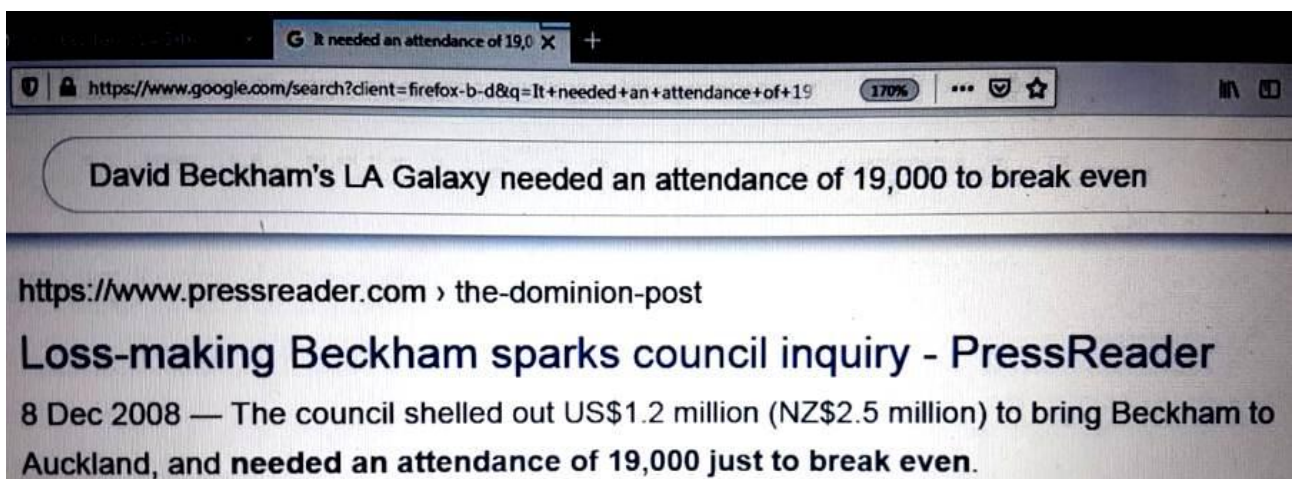 G It needed an attendance of 19,0 X +
https://www.google.com/search?client=firefox-b-d&q=It+needed+an+attendance+of+19 170% ...
David Beckham's LA Galaxy needed an attendance of 19,000 to break even
https://www.pressreader.com › the-dominion-post
Loss-making Beckham sparks council inquiry - PressReader
8 Dec 2008 — The council shelled out US$1.2 million (NZ$2.5 million) to bring Beckham to
Auckland, and needed an attendance of 19,000 just to break even.